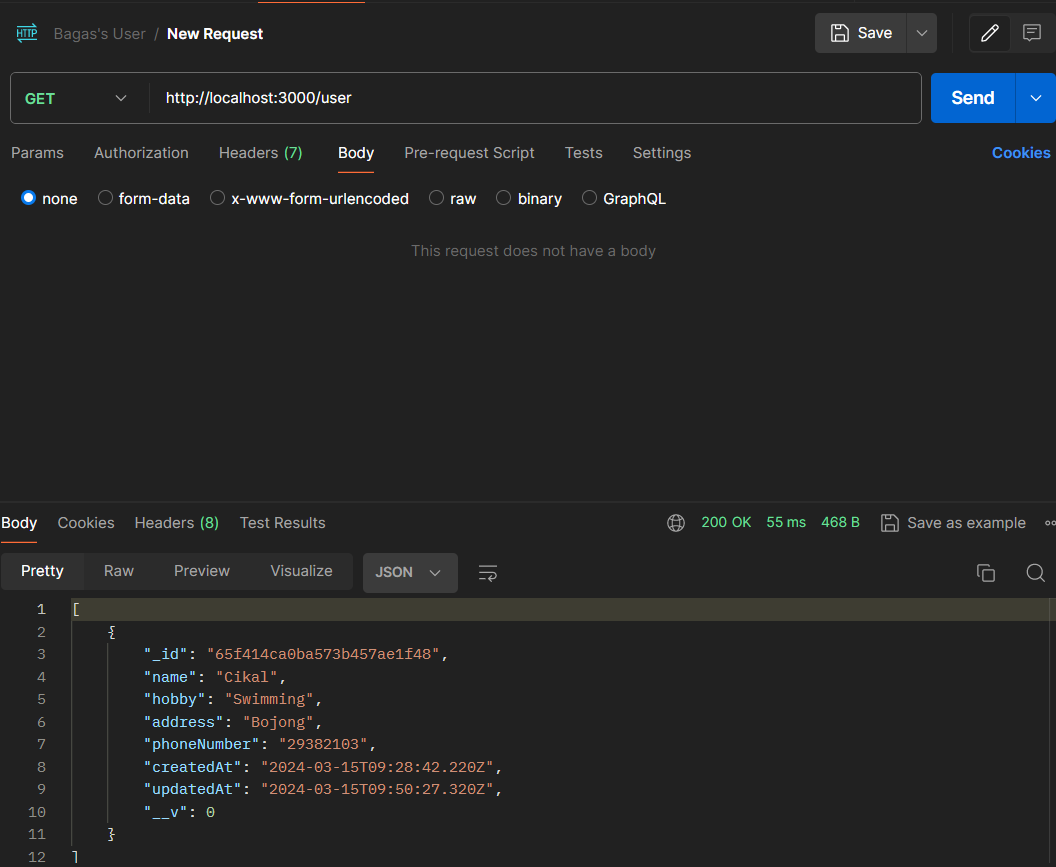 HTTP Bagas's User / New Request Save
GET http://localhost:3000/user Send
Params Authorization Headers (7) Body Pre-request Script Tests Settings Cookies
none form-data x-www-form-urlencoded raw binary GraphQL
This request does not have a body
Body Cookies Headers (8) Test Results 200 OK 55 ms 468 B Save as example
Pretty Raw Preview Visualize JSON
1 [
2 {
3 "_id": "65f414ca0ba573b457ae1f48",
4 "name": "Cikal",
5 "hobby": "Swimming",
6 "address": "Bojong",
7 "phoneNumber": "29382103",
8 "createdAt": "2024-03-15T09:28:42.220Z",
9 "updatedAt": "2024-03-15T09:50:27.320Z",
10 "__v": 0
11 }
12 ]